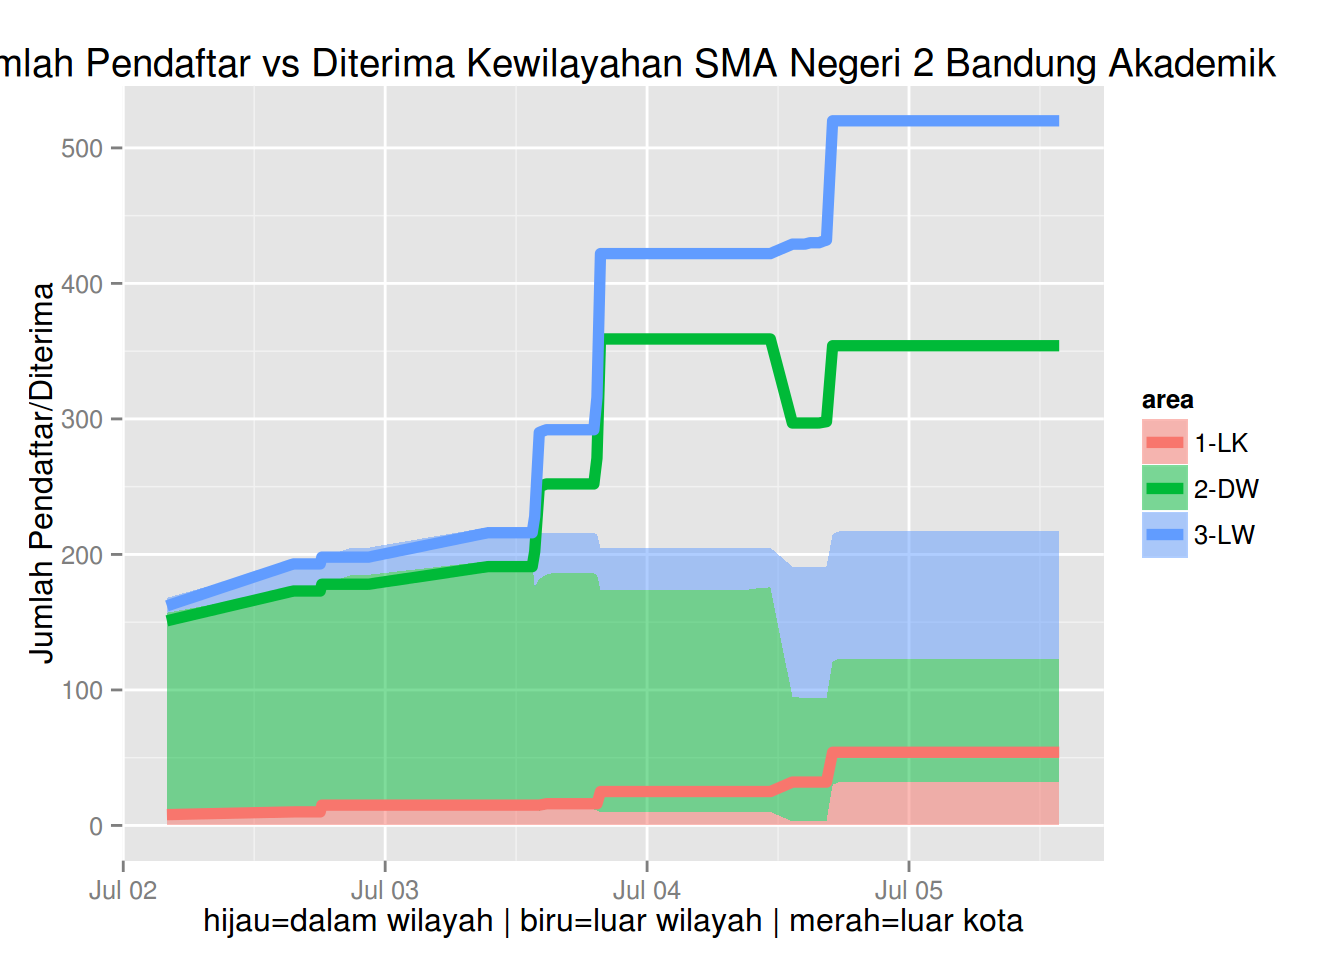 mlah Pendaftar vs Diterima Kewilayahan SMA Negeri 2 Bandung Akademik
Jumlah Pendaftar/Diterima
500
400
300
200
100
0
Jul 02
Jul 03
Jul 04
Jul 05
hijau=dalam wilayah | biru=luar wilayah | merah=luar kota
area
1-LK
2-DW
3-LW